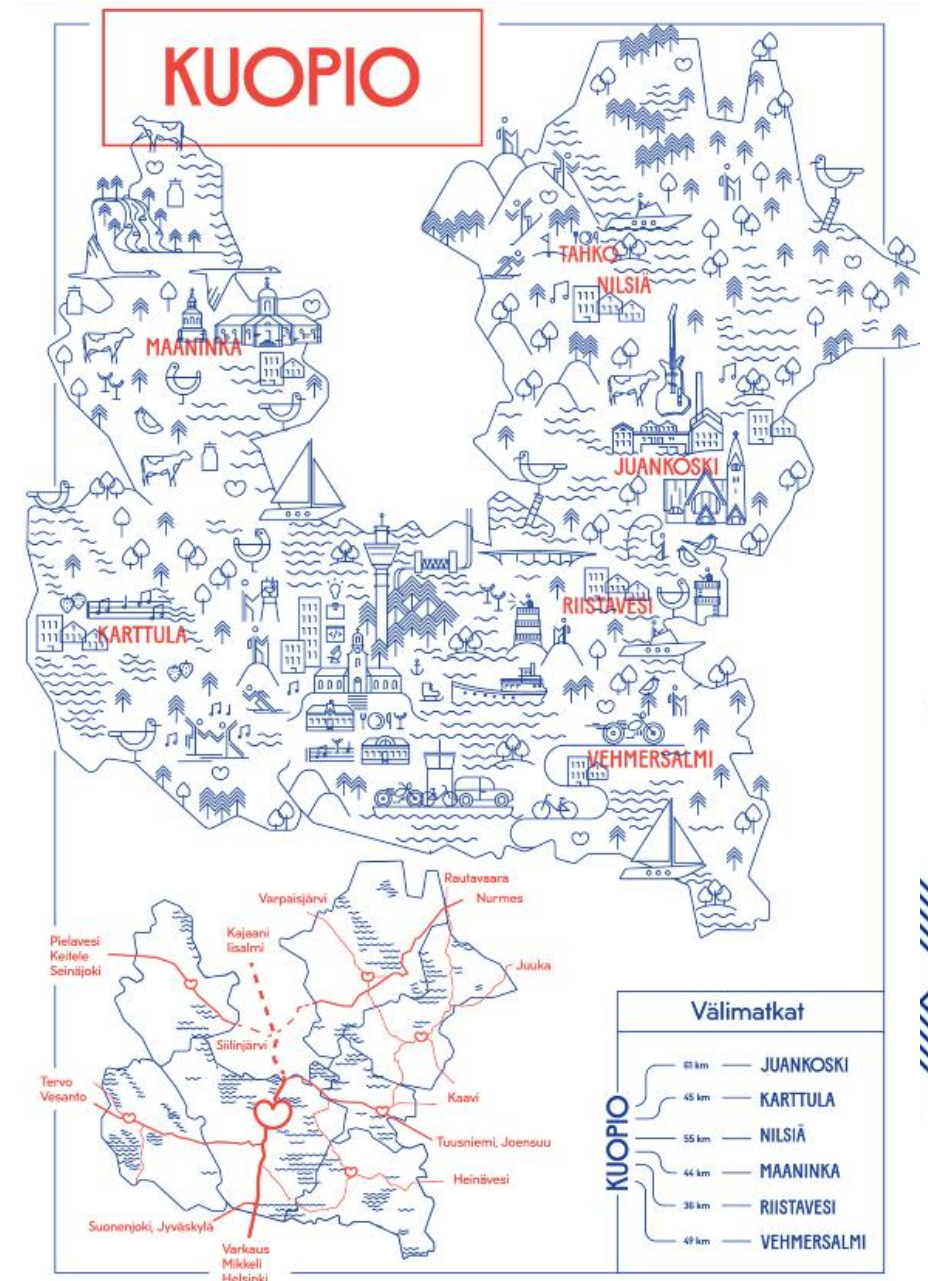 KUOPIO
TAHKO
NILSIÄ
MAANINKA
JUANKOSKI
RIISTAVESI
KARTTULA
VEHMERSALMI
Rautavaara
Varpaisjärvi
Nurmes
Kajaani
Iisalmi
Pielavesi
Keitele
Seinäjoki
Juuka
Siilinjärvi
Tervo
Vesanto
Kaavi
Tuusniemi, Joensuu
Heinävesi
Suonenjoki, Jyväskylä
Varkaus
Mikkeli
Helsinki
Välimatkat
KUOPIO
61 km JUANKOSKI
45 km KARTTULA
55 km NILSIÄ
44 km MAANINKA
36 km RIISTAVESI
49 km VEHMERSALMI